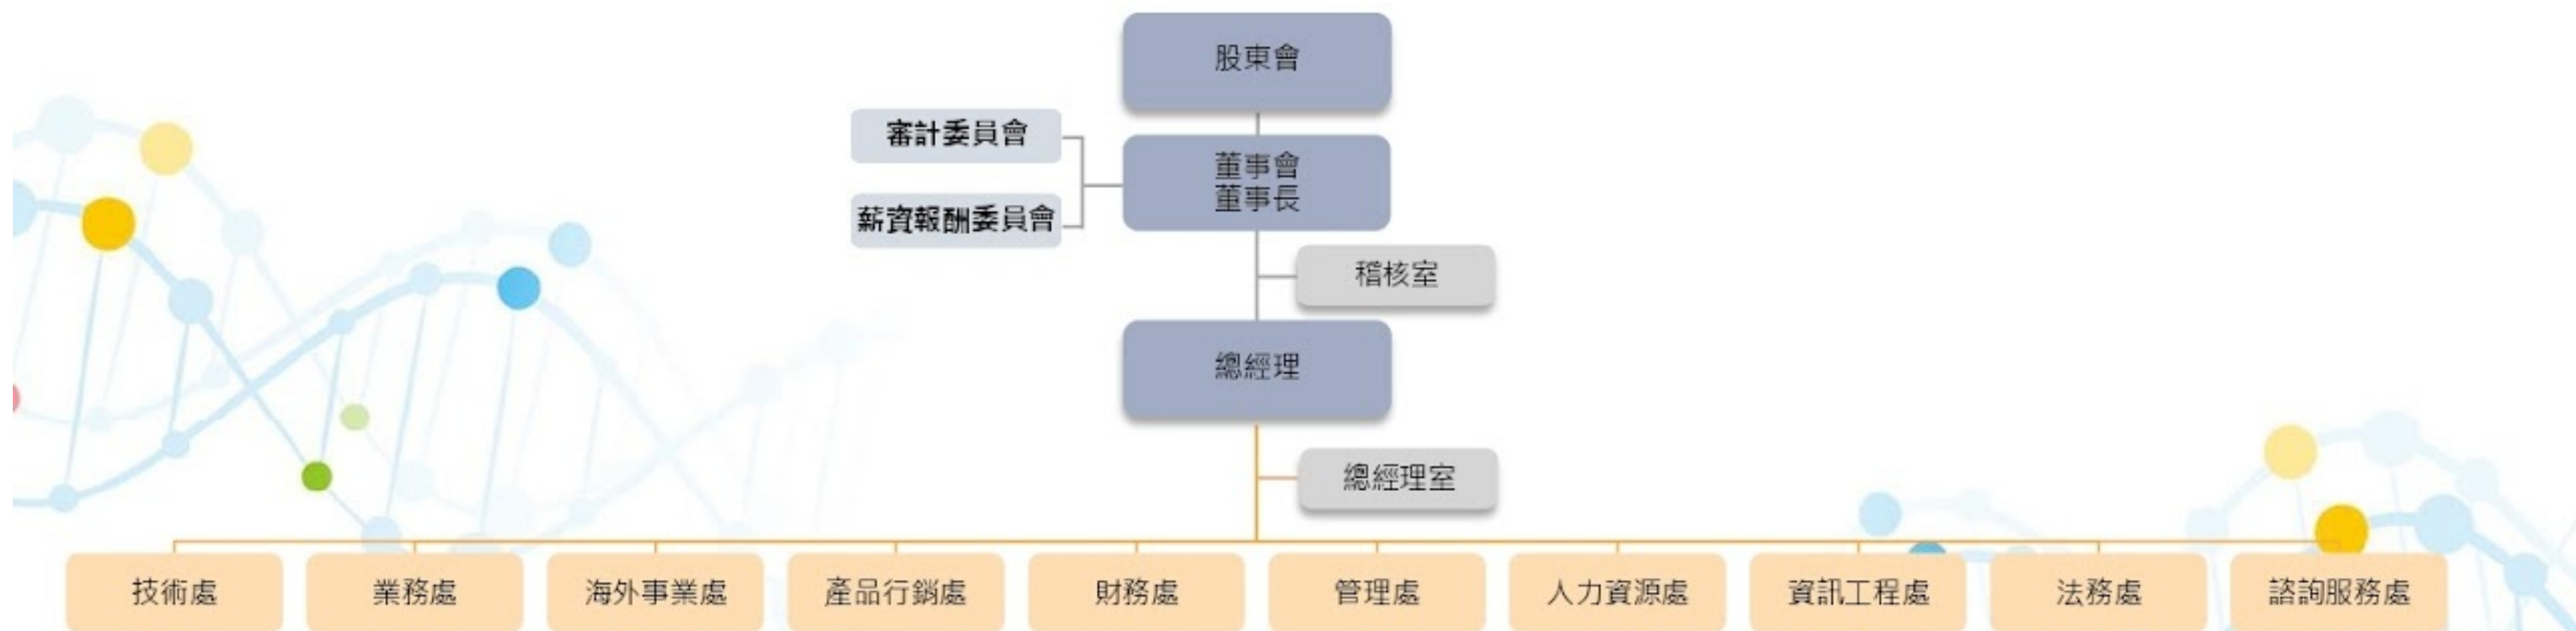 股東會
審計委員會
董事會
董事長
薪資報酬委員會
稽核室
總經理
總經理室
技術處
業務處
海外事業處
產品行銷處
財務處
管理處
人力資源處
資訊工程處
法務處
諮詢服務處